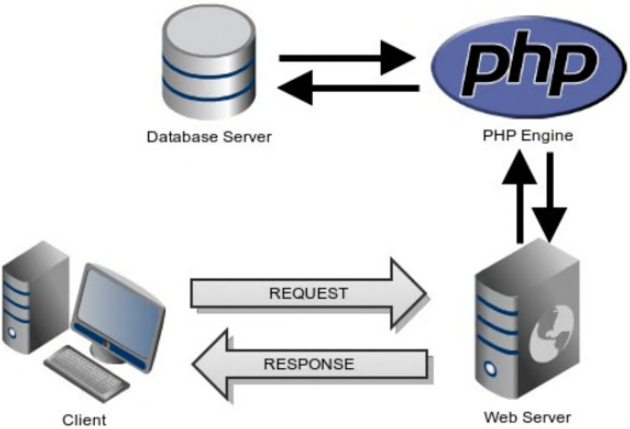 php
Database Server
PHP Engine
REQUEST
RESPONSE
Client
Web Server